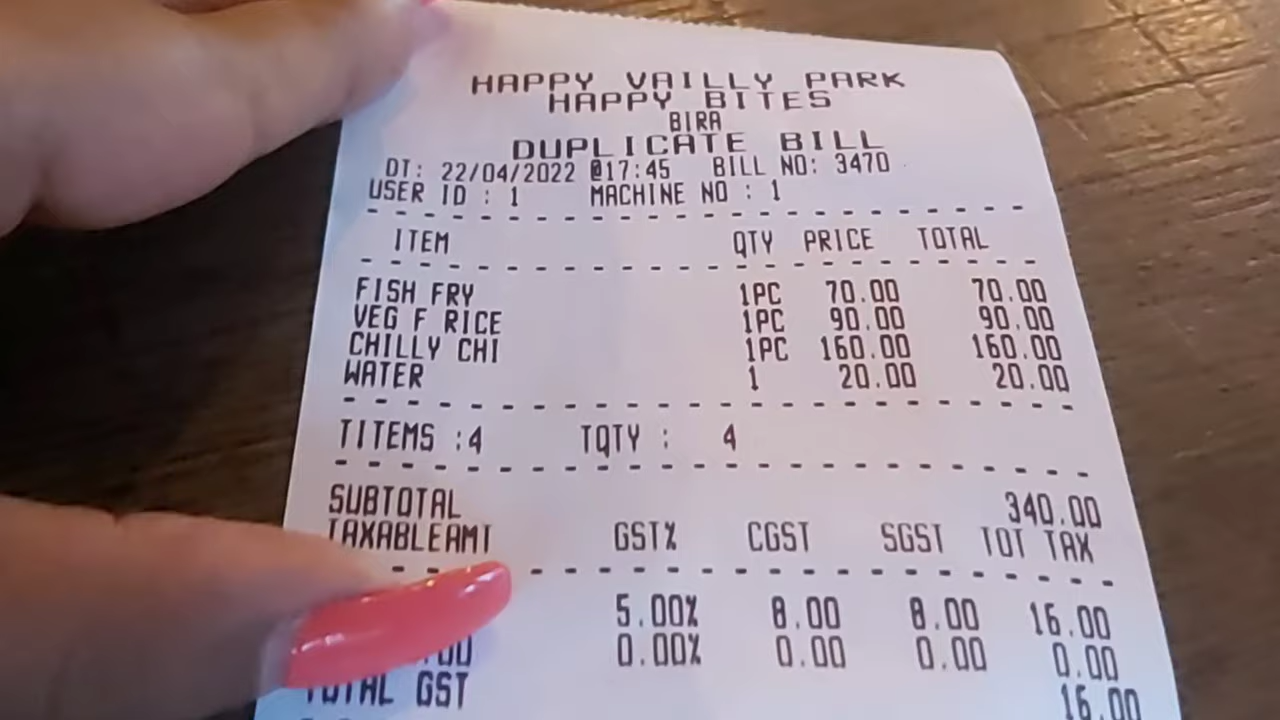 HAPPY VAILLY PARK
HAPPY BITES
BIRA
DUPLICATE BILL
DT: 22/04/2022 @17:45 BILL NO: 3470
USER ID : 1 MACHINE NO : 1
ITEM QTY PRICE TOTAL
FISH FRY 1PC 70.00 70.00
VEG F RICE 1PC 90.00 90.00
CHILLY CHI 1PC 160.00 160.00
WATER 1 20.00 20.00
TITEMS :4 TQTY : 4
SUBTOTAL 340.00
TAXABLEAMT GST% CGST SGST TOT TAX
5.00% 8.00 8.00 16.00
0.00% 0.00 0.00 0.00
TOTAL GST 16.00